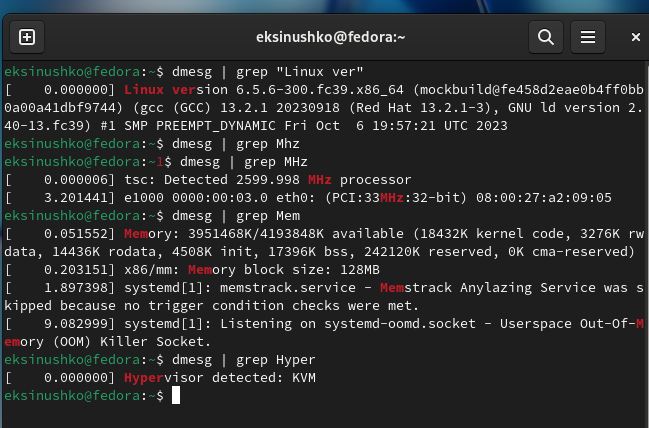 eksinushko@fedora:~
eksinushko@fedora:~$ dmesg | grep "Linux ver"
[    0.000000] Linux version 6.5.6-300.fc39.x86_64 (mockbuild@fe458d2eae0b4ff0bb
0a00a41dbf9744) (gcc (GCC) 13.2.1 20230918 (Red Hat 13.2.1-3), GNU ld version 2.
40-13.fc39) #1 SMP PREEMPT_DYNAMIC Fri Oct  6 19:57:21 UTC 2023
eksinushko@fedora:~$ dmesg | grep Mhz
eksinushko@fedora:~1$ dmesg | grep MHz
[    0.000006] tsc: Detected 2599.998 MHz processor
[    3.201441] e1000 0000:00:03.0 eth0: (PCI:33MHz:32-bit) 08:00:27:a2:09:05
eksinushko@fedora:~$ dmesg | grep Mem
[    0.051552] Memory: 3951468K/4193848K available (18432K kernel code, 3276K rw
data, 14436K rodata, 4508K init, 17396K bss, 242120K reserved, 0K cma-reserved)
[    0.203151] x86/mm: Memory block size: 128MB
[    1.897398] systemd[1]: memstrack.service - Memstrack Anylazing Service was s
kipped because no trigger condition checks were met.
[    9.082999] systemd[1]: Listening on systemd-oomd.socket - Userspace Out-Of-M
emory (OOM) Killer Socket.
eksinushko@fedora:~$ dmesg | grep Hyper
[    0.000000] Hypervisor detected: KVM
eksinushko@fedora:~$